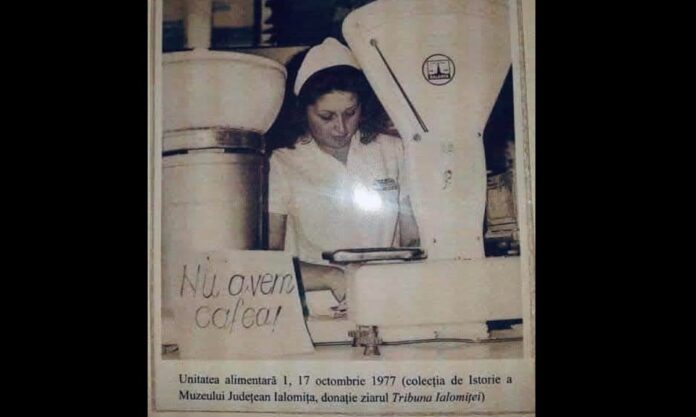 Nu avem
cafea!
Unitatea alimentară 1, 17 octombrie 1977 (colecția de Istorie a
Muzeului Județean Ialomița, donație ziarul Tribuna Ialomiței)